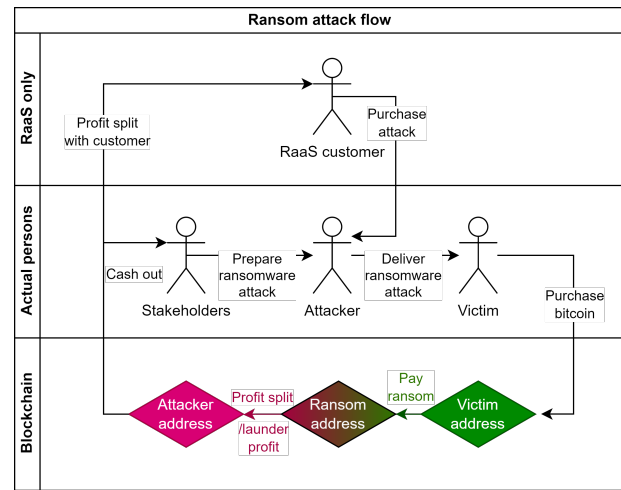 Ransom attack flow
RaaS only
Profit split
with customer
Purchase
attack
RaaS customer
Actual persons
Cash out
Prepare
ransomware
attack
Deliver
ransomware
attack
Stakeholders
Attacker
Victim
Purchase
bitcoin
Blockchain
Attacker
address
Profit split
/launder
profit
Ransom
address
Pay
ransom
Victim
address